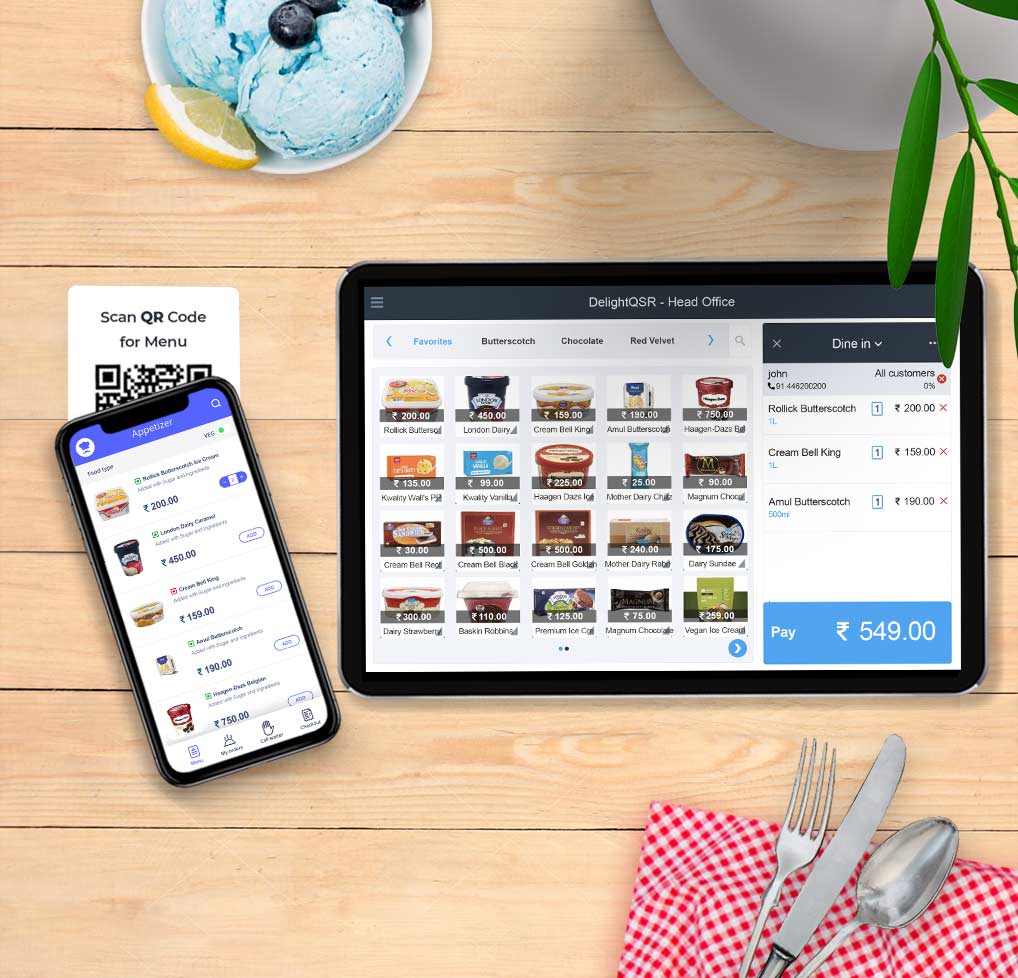 Scan QR Code
for Menu
Appetizer
Food type
VEG
Rollick Butterscotch Ice Cream
Added with Sugar and ingredients
₹ 200.00
2
London Dairy Caramel
Added with Sugar and ingredients
₹ 450.00
ADD
Cream Bell King
Added with Sugar and ingredients
₹ 159.00
ADD
Amul Butterscotch
Added with Sugar and ingredients
₹ 190.00
ADD
Haagen-Dazs Belgian
Added with Sugar and ingredients
₹ 750.00
ADD
Menu
My orders
Call waiter
Checkout
DelightQSR - Head Office
Favorites Butterscotch Chocolate Red Velvet
₹ 200.00 ₹ 450.00 ₹ 159.00 ₹ 190.00 ₹ 750.00
Rollick Buttersc London Dairy Cream Bell King Amul Butterscot Haagen-Dazs Be
₹ 135.00 ₹ 99.00 ₹ 225.00 ₹ 25.00 ₹ 90.00
Kwality Wall's Kwality Vanilla Haagen Dazs Ice Mother Dairy Magnum Choco
₹ 30.00 ₹ 500.00 ₹ 500.00 ₹ 240.00 ₹ 175.00
Cream Bell Reg Cream Bell Black Cream Bell Golden Mother Dairy Rab Dairy Sundae
₹300.00 ₹ 110.00 ₹ 125.00 ₹ 75.00 ₹259.00
Dairy Strawberry Baskin Robbins Premium Ice Co Magnum Chocolate Vegan Ice Cream
Dine in
john All customers
91 446200200 0%
Rollick Butterscotch 1 ₹ 200.00
1L
Cream Bell King 1 ₹ 159.00
1L
Amul Butterscotch 1 ₹ 190.00
500ml
Pay ₹ 549.00